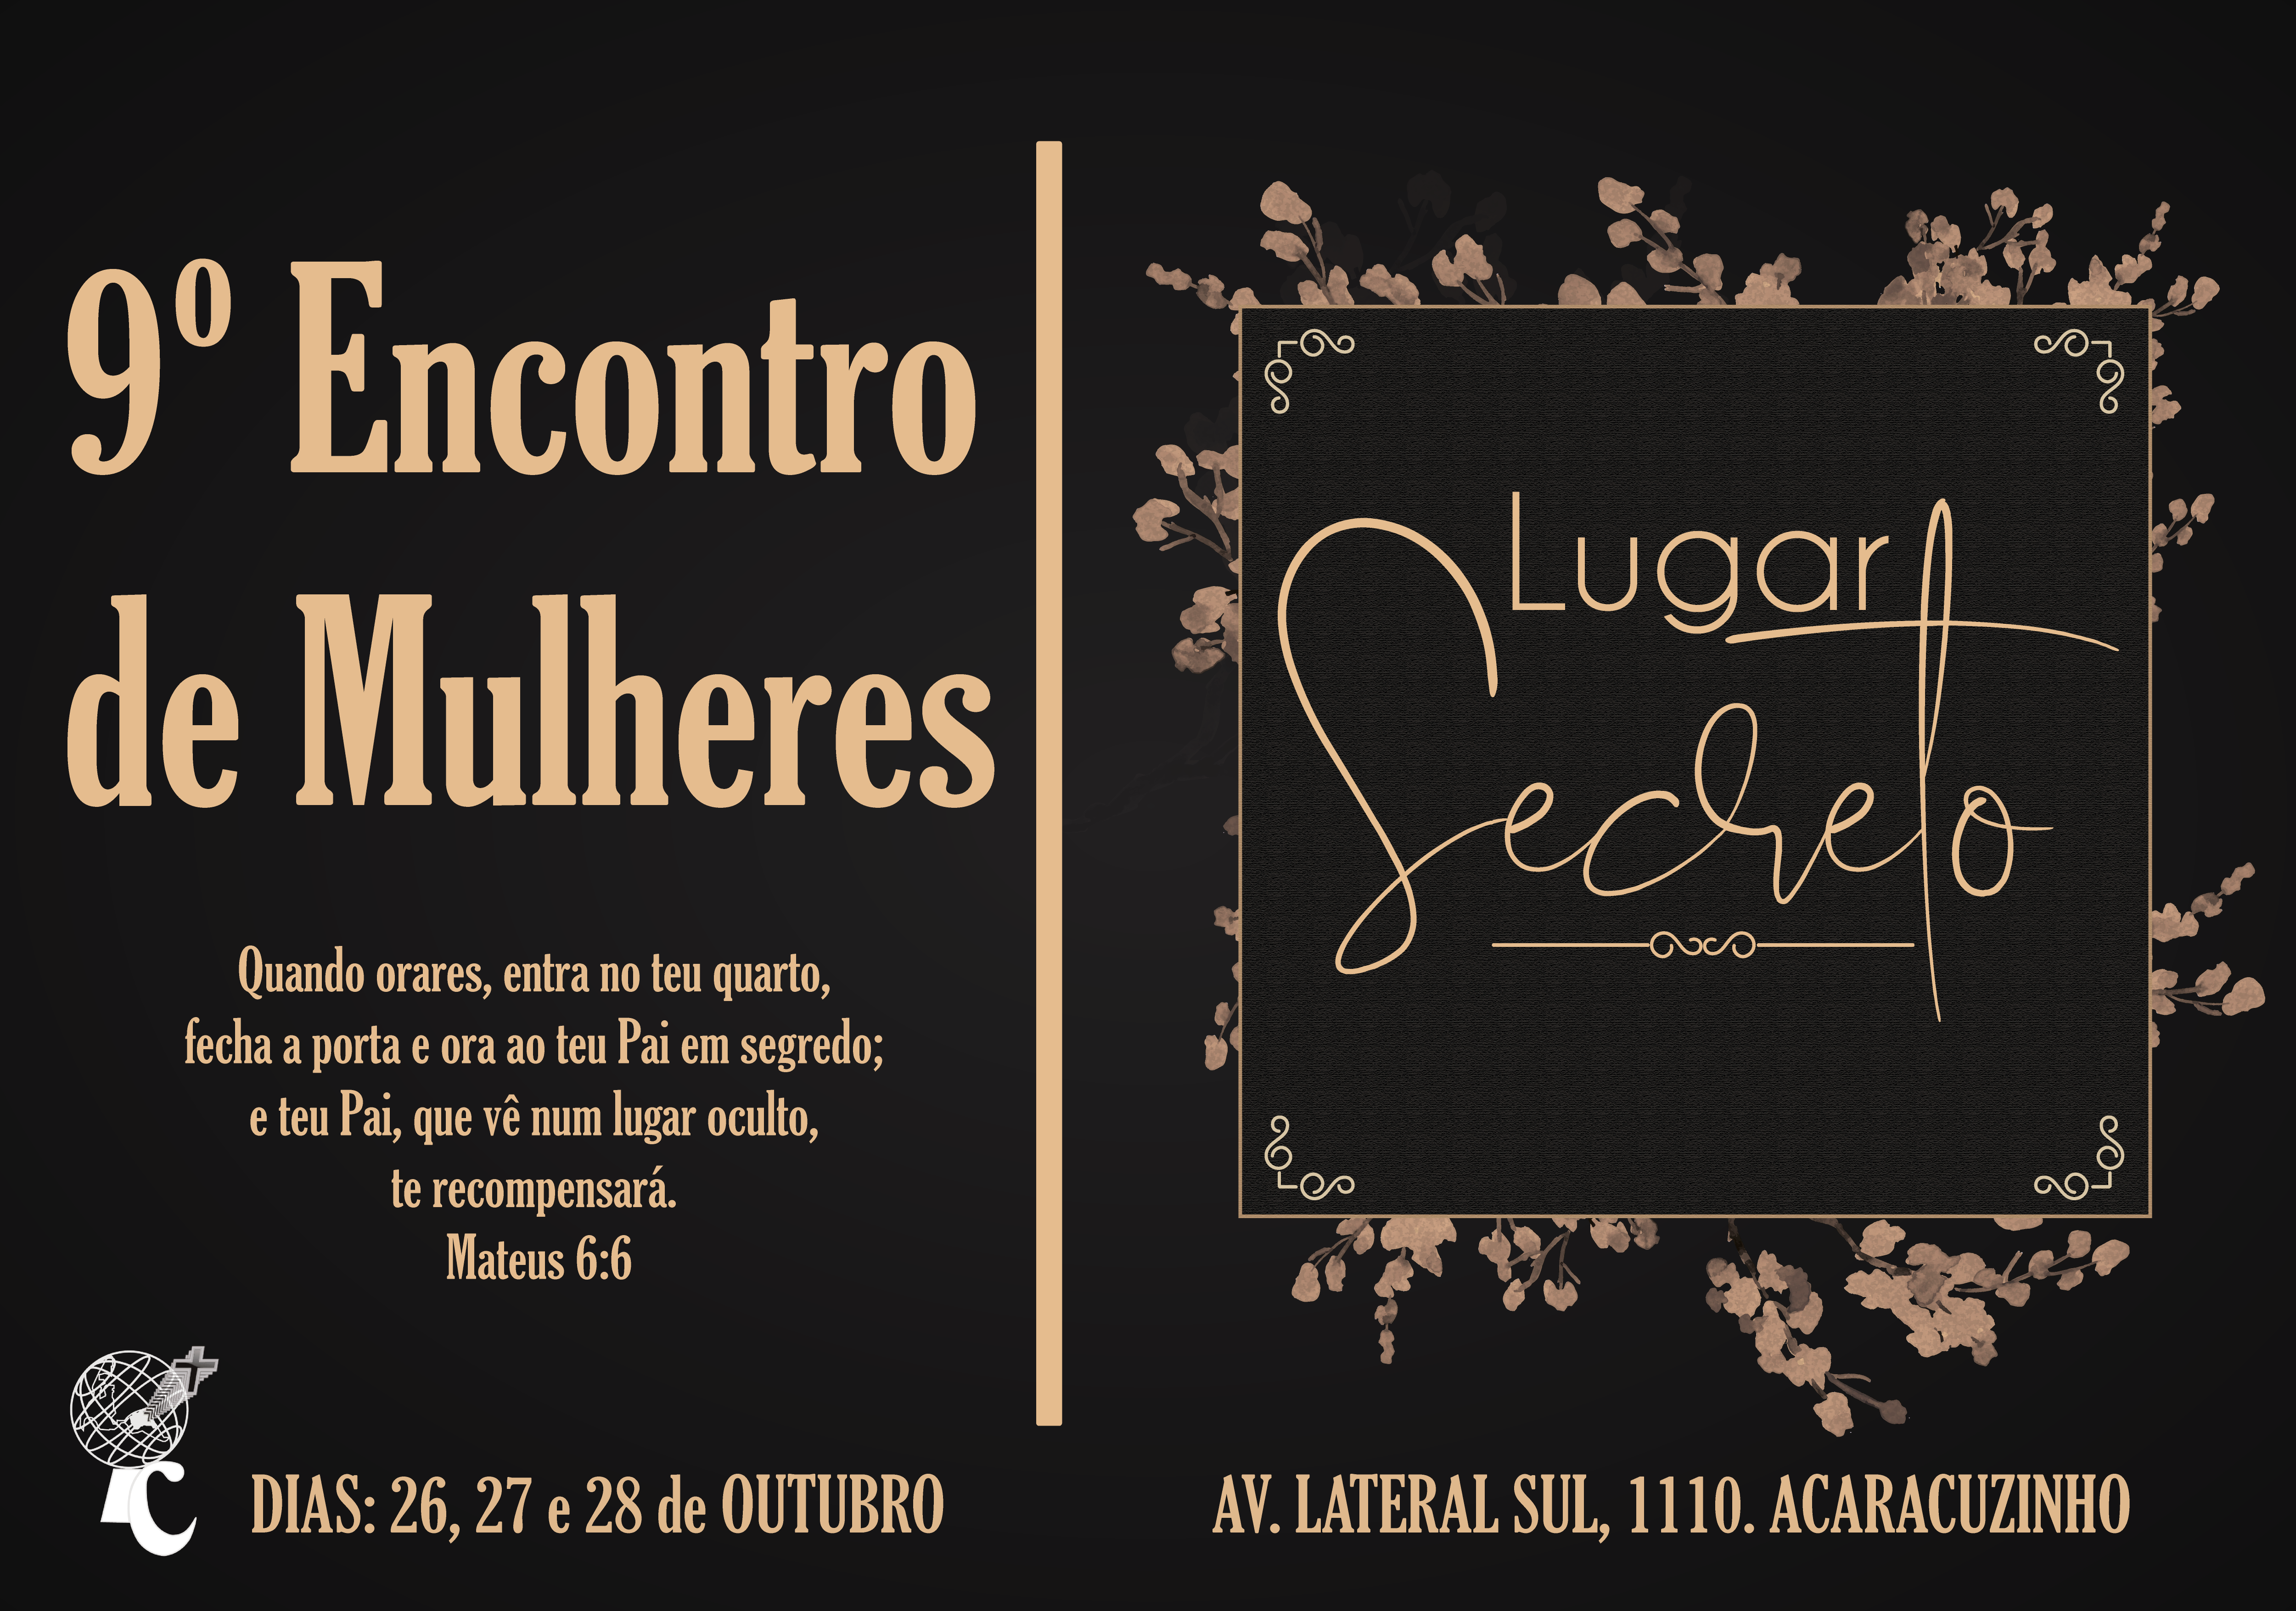 9º Encontro
de Mulheres
Quando orares, entra no teu quarto,
fecha a porta e ora ao teu Pai em segredo;
e teu Pai, que vê num lugar oculto,
te recompensará.
Mateus 6:6
IC
DIAS: 26, 27 e 28 de OUTUBRO
Lugar
Secreto
AV. LATERAL SUL, 1110. ACARACUZINHO